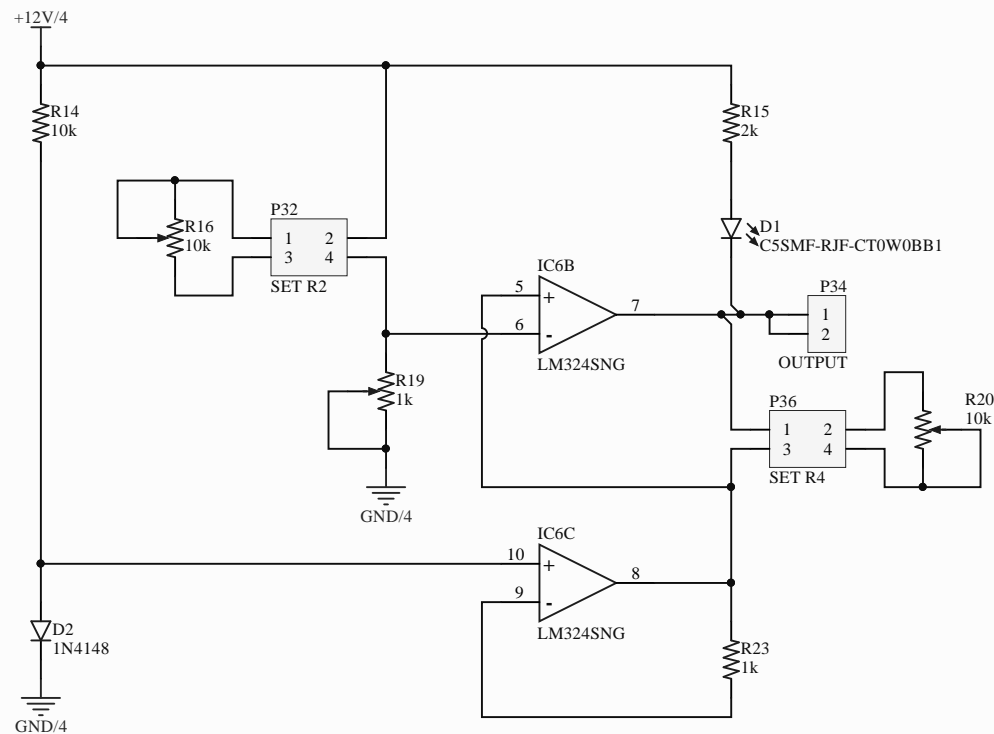 +12V/4
R14
10k
R15
2k
P32
R16
10k
1 2
3 4
SET R2
D1
C5SMF-RJF-CT0W0BB1
IC6B
5
+
7
6
-
LM324SNG
P34
1
2
OUTPUT
R19
1k
P36
R20
10k
1 2
3 4
SET R4
GND/4
IC6C
10
+
8
9
-
LM324SNG
D2
1N4148
R23
1k
GND/4